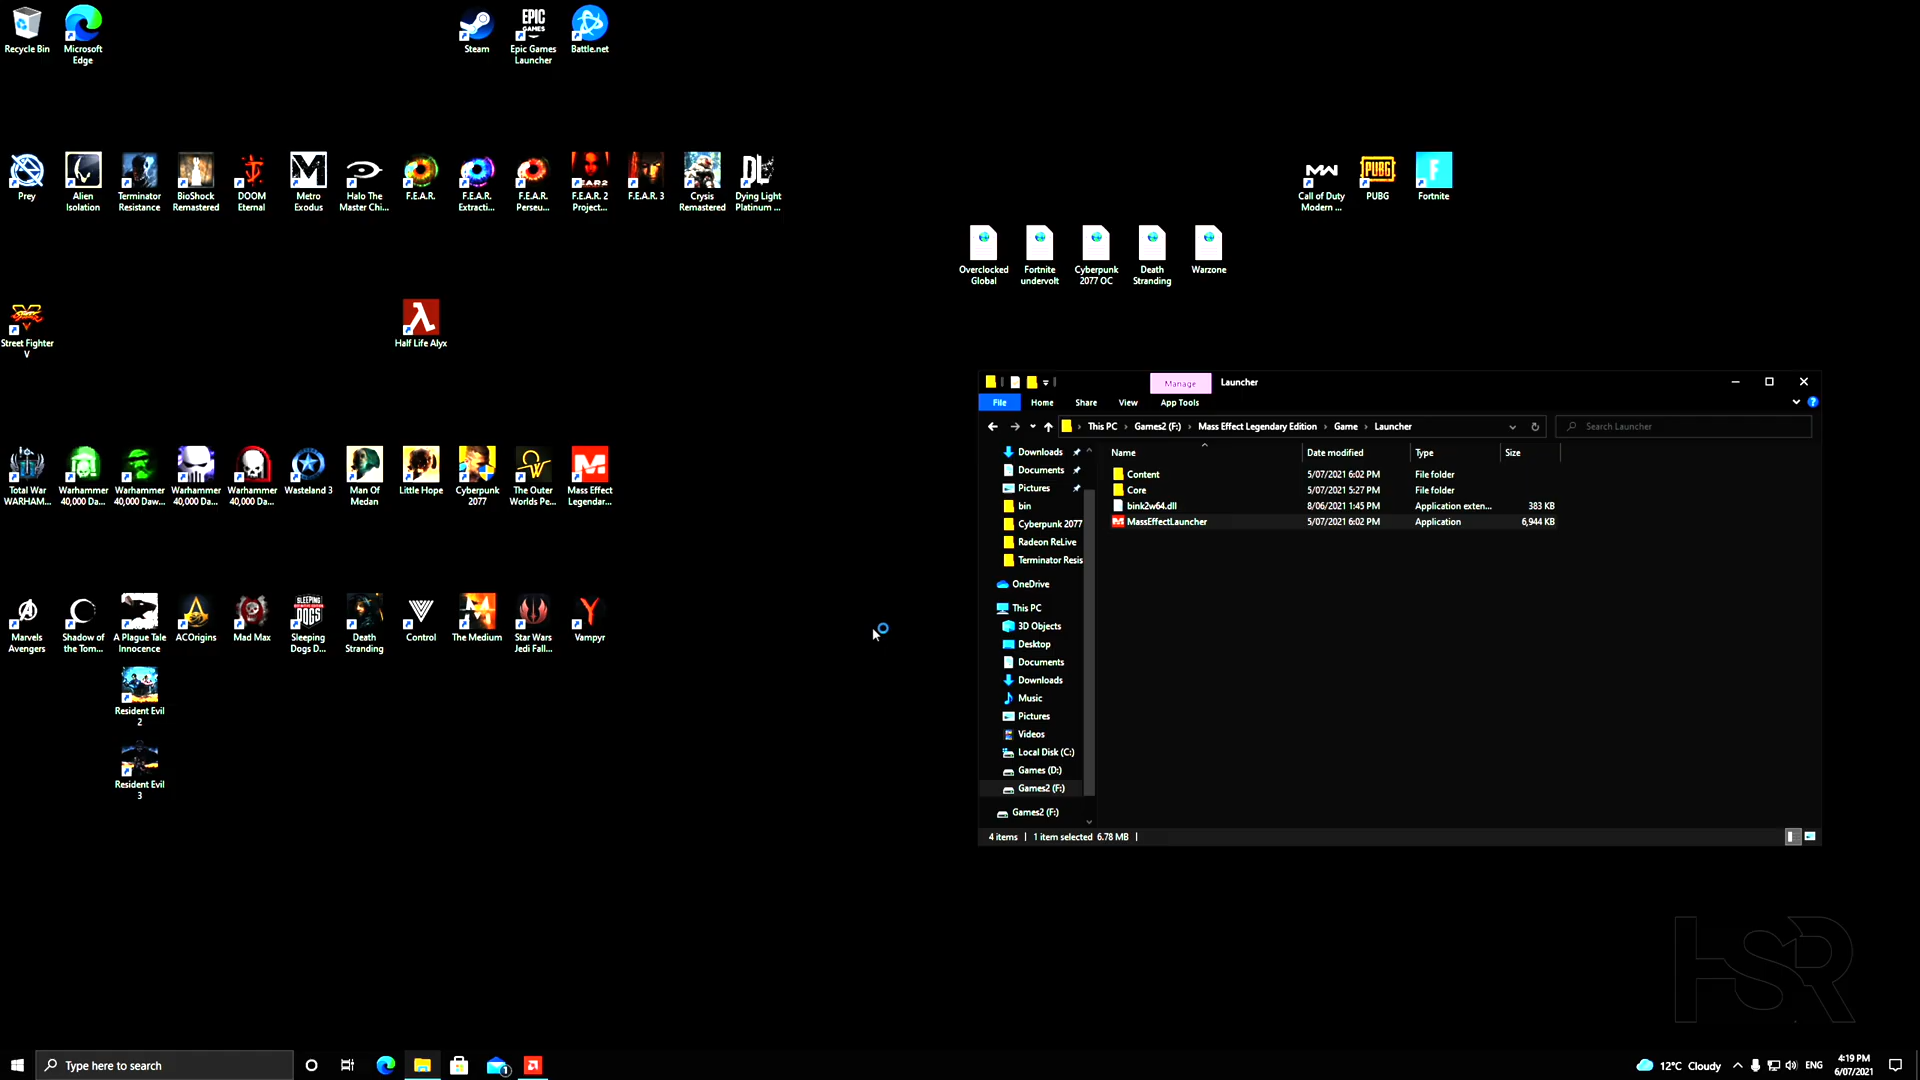 Recycle Bin
Microsoft
Edge
Steam
EPIC
GAMES
Epic Games
Launcher
Battle.net
Prey
Alien
Isolation
Terminator
Resistance
BioShock
Remastered
DOOM
Eternal
Metro
Exodus
Halo The
Master Chi...
F.E.A.R.
F.E.A.R.
Extracti...
F.E.A.R.
Perseu...
F.E.A.R. 2
Project...
F.E.A.R. 3
Crysis
Remastered
DL
Dying Light
Platinum ...
Call of Duty
Modern ...
PUBG
PUBG
Fortnite
Overclocked
Global
Fortnite
undervolt
Cyberpunk
2077 OC
Death
Stranding
Warzone
Street Fighter
V
Half Life Alyx
Total War
WARHAM...
Warhammer
40,000 Da...
Warhammer
40,000 Daw...
Warhammer
40,000 Da...
Warhammer
40,000 Da...
Wasteland 3
Man Of
Medan
Little Hope
Cyberpunk
2077
The Outer
Worlds Pe...
Mass Effect
Legendar...
Marvels
Avengers
Shadow of
the Tom...
A Plague Tale
Innocence
ACOrigins
Mad Max
SLEEPING
DOGS
Sleeping
Dogs D...
Death
Stranding
Control
The Medium
Star Wars
Jedi Fall...
Vampyr
Resident Evil
2
Resident Evil
3
Manage
Launcher
File
Home
Share
View
App Tools
This PC
Games2 (F:)
Mass Effect Legendary Edition
Game
Launcher
Search Launcher
Downloads
Documents
Pictures
bin
Cyberpunk 2077
Radeon ReLive
Terminator Resis
OneDrive
This PC
3D Objects
Desktop
Documents
Downloads
Music
Pictures
Videos
Local Disk (C:)
Games (D:)
Games2 (F:)
Games2 (F:)
Name Date modified Type Size
Content 5/07/2021 6:02 PM File folder
Core 5/07/2021 5:27 PM File folder
bink2w64.dll 8/06/2021 1:45 PM Application exten... 383 KB
MassEffectLauncher 5/07/2021 6:02 PM Application 6,944 KB
4 items 1 item selected 6.78 MB
HSR
Type here to search
12°C Cloudy
ENG
4:19 PM
6/07/2021